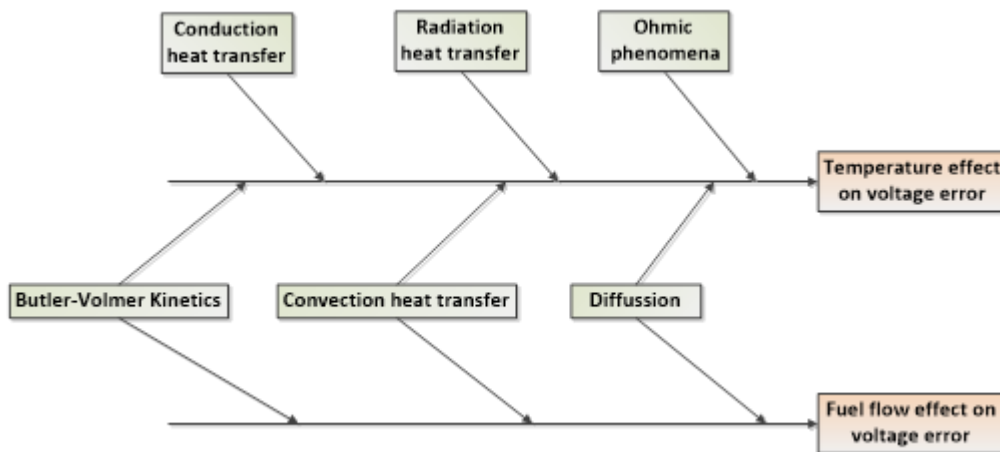 Conduction
heat transfer
Radiation
heat transfer
Ohmic
phenomena
Temperature effect
on voltage error
Butler-Volmer Kinetics
Convection heat transfer
Diffussion
Fuel flow effect on
voltage error